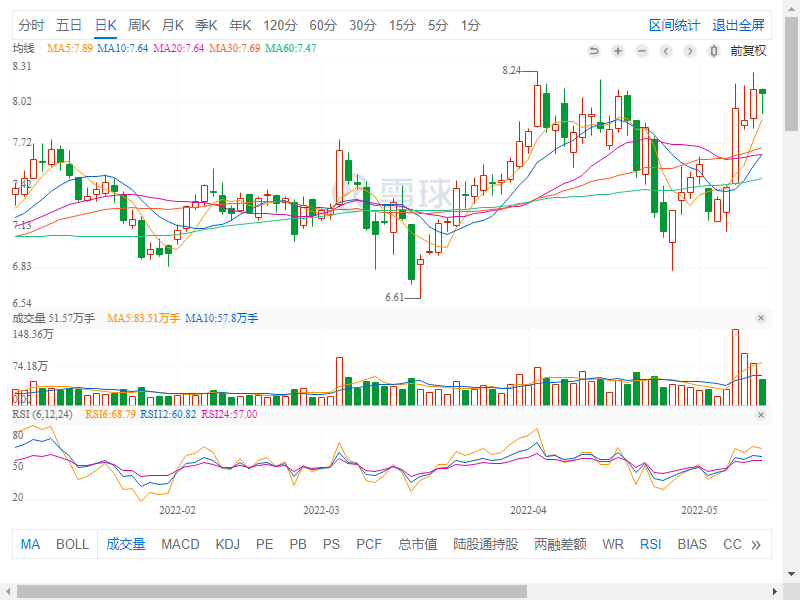 分时 五日 日K 周K 月K 季K 年K 120分 60分 30分 15分 5分 1分 区间统计 退出全屏
均线 MA5:7.89 MA10:7.64 MA20:7.64 MA30:7.69 MA60:7.47 前复权
8.31
8.24
8.02
7.72
7.42
雪球
7.13
6.83
6.61
6.54
成交量 51.57万手 MA5:83.51万手 MA10:57.8万手
148.36万
74.18万
RSI (6,12,24) RSI6:68.79 RSI12:60.82 RSI24:57.00
80
50
20
2022-02 2022-03 2022-04 2022-05
MA BOLL 成交量 MACD KDJ PE PB PS PCF 总市值 陆股通持股 两融差额 WR RSI BIAS CC »